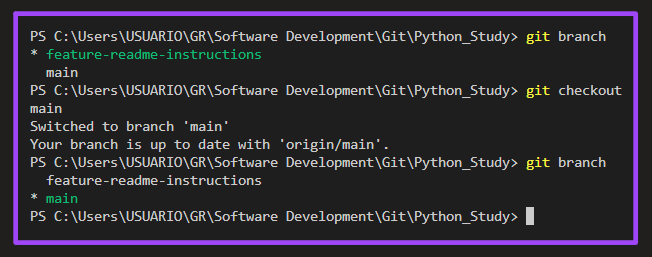 PS C:\Users\USUARIO\GR\Software Development\Git\Python_Study> git branch
* feature-readme-instructions
  main
PS C:\Users\USUARIO\GR\Software Development\Git\Python_Study> git checkout
main
Switched to branch 'main'
Your branch is up to date with 'origin/main'.
PS C:\Users\USUARIO\GR\Software Development\Git\Python_Study> git branch
  feature-readme-instructions
* main
PS C:\Users\USUARIO\GR\Software Development\Git\Python_Study>